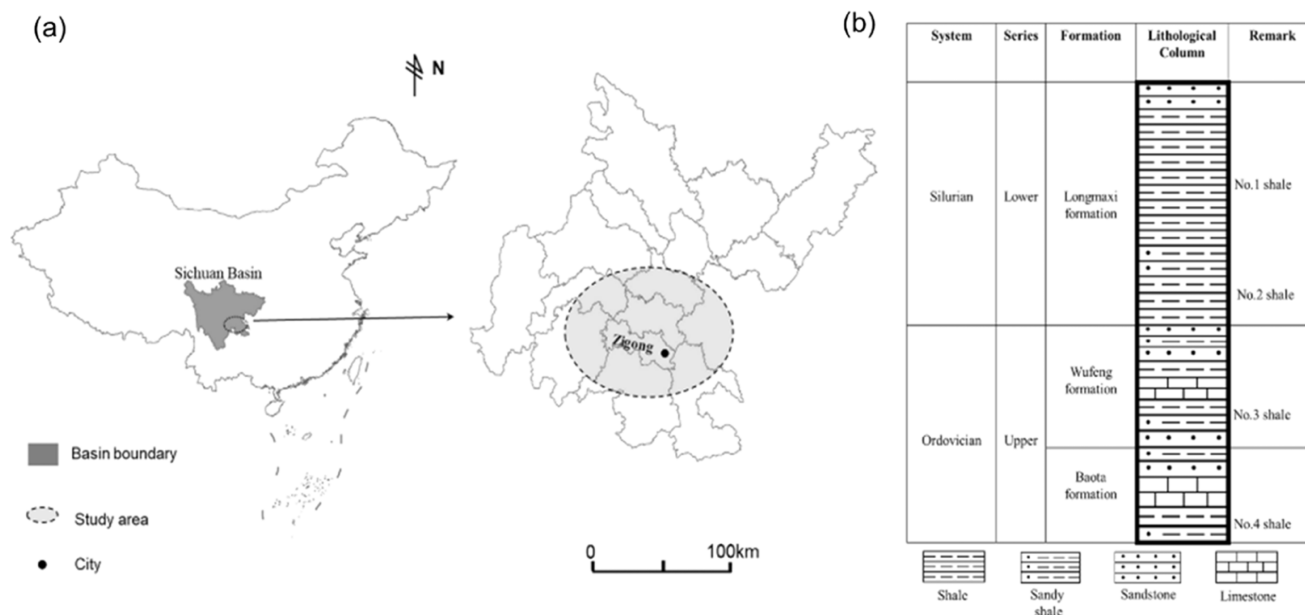 (a)
N
Sichuan Basin
Zigong
Basin boundary
Study area
City
0 100km
(b)
System Series Formation Lithological Column Remark
Silurian Lower Longmaxi formation
No.1 shale
No.2 shale
Ordovician Upper
Wufeng formation
No.3 shale
Baota formation
No.4 shale
Shale
Sandy shale
Sandstone
Limestone